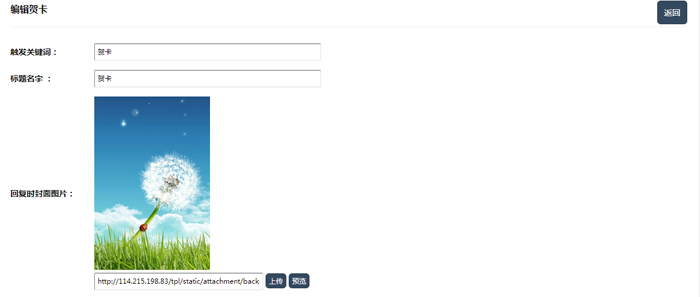 编辑贺卡
返回
触发关键词：
贺卡
标题名字 ：
贺卡
回复时封面图片：
http://114.215.198.83/tpl/static/attachment/back
上传
预览